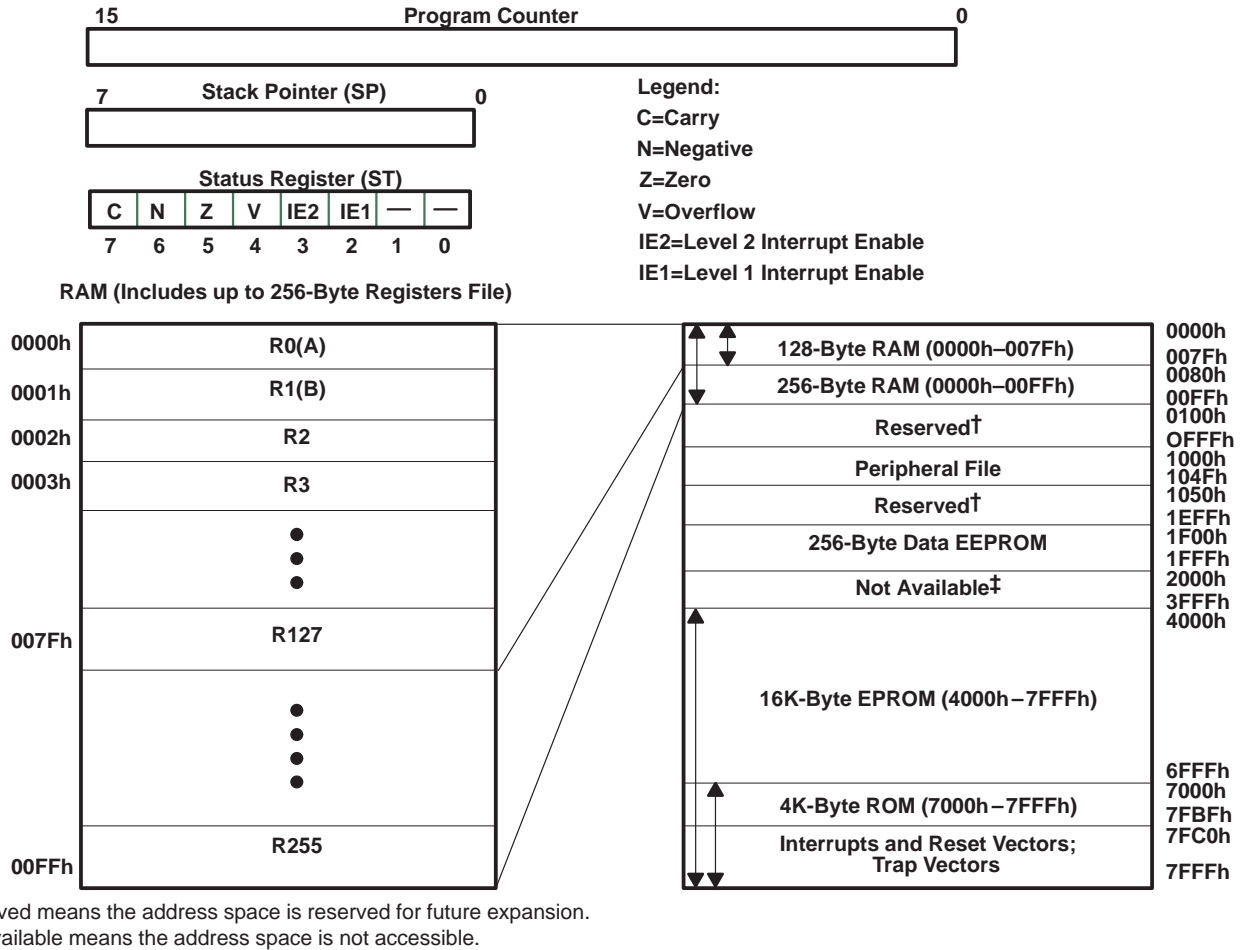 15 Program Counter 0
7 Stack Pointer (SP) 0
Status Register (ST)
C N Z V IE2 IE1 — —
7 6 5 4 3 2 1 0
Legend:
C=Carry
N=Negative
Z=Zero
V=Overflow
IE2=Level 2 Interrupt Enable
IE1=Level 1 Interrupt Enable
RAM (Includes up to 256-Byte Registers File)
0000h R0(A)
0001h R1(B)
0002h R2
0003h R3
007Fh R127
R255
00FFh
0000h
128-Byte RAM (0000h–007Fh)
007Fh
0080h
256-Byte RAM (0000h–00FFh)
00FFh
0100h
Reserved†
OFFFh
1000h
Peripheral File
104Fh
1050h
Reserved†
1EFFh
1F00h
256-Byte Data EEPROM
1FFFh
2000h
Not Available‡
3FFFh
4000h
16K-Byte EPROM (4000h–7FFFh)
6FFFh
7000h
4K-Byte ROM (7000h–7FFFh)
7FBFh
7FC0h
Interrupts and Reset Vectors;
Trap Vectors
7FFFh
ved means the address space is reserved for future expansion.
vailable means the address space is not accessible.